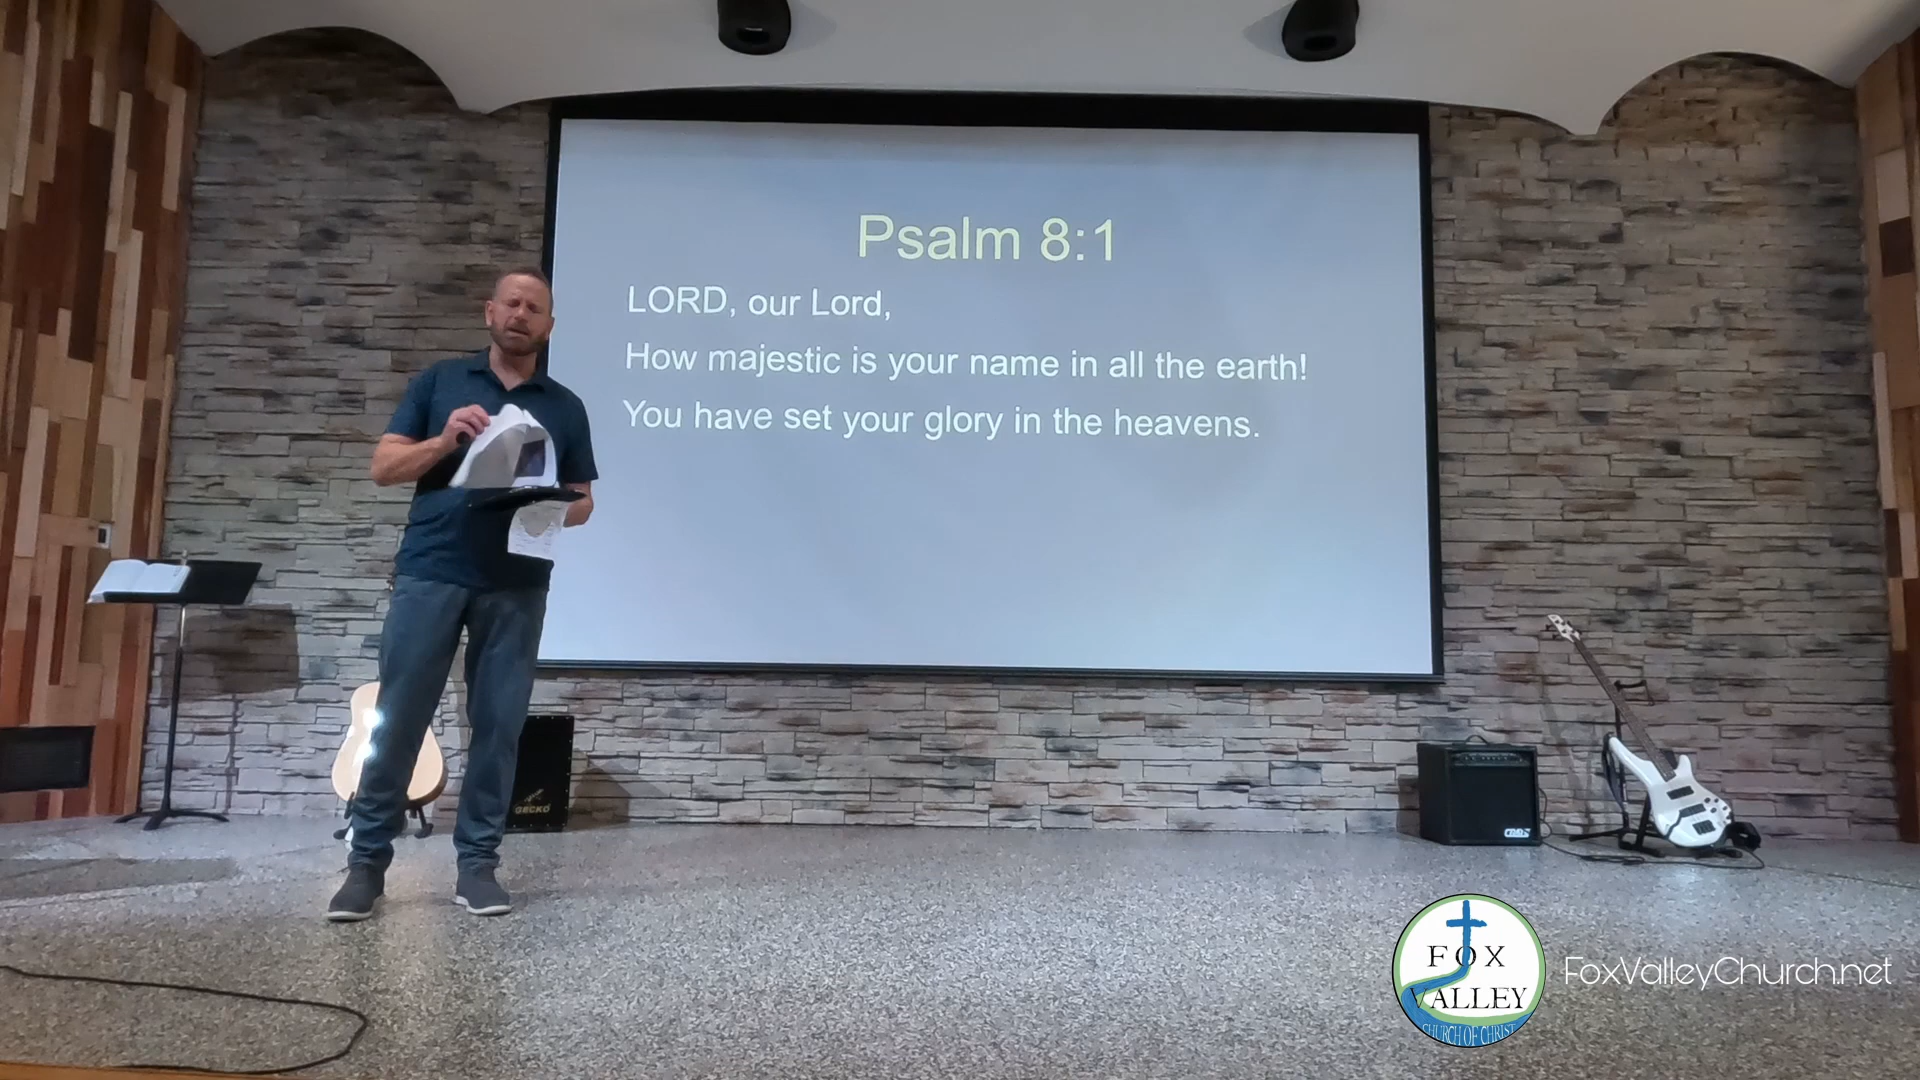 Psalm 8:1
LORD, our Lord,
How majestic is your name in all the earth!
You have set your glory in the heavens.
GECKO
FOX
VALLEY
CHURCH OF CHRIST
FoxValleyChurch.net